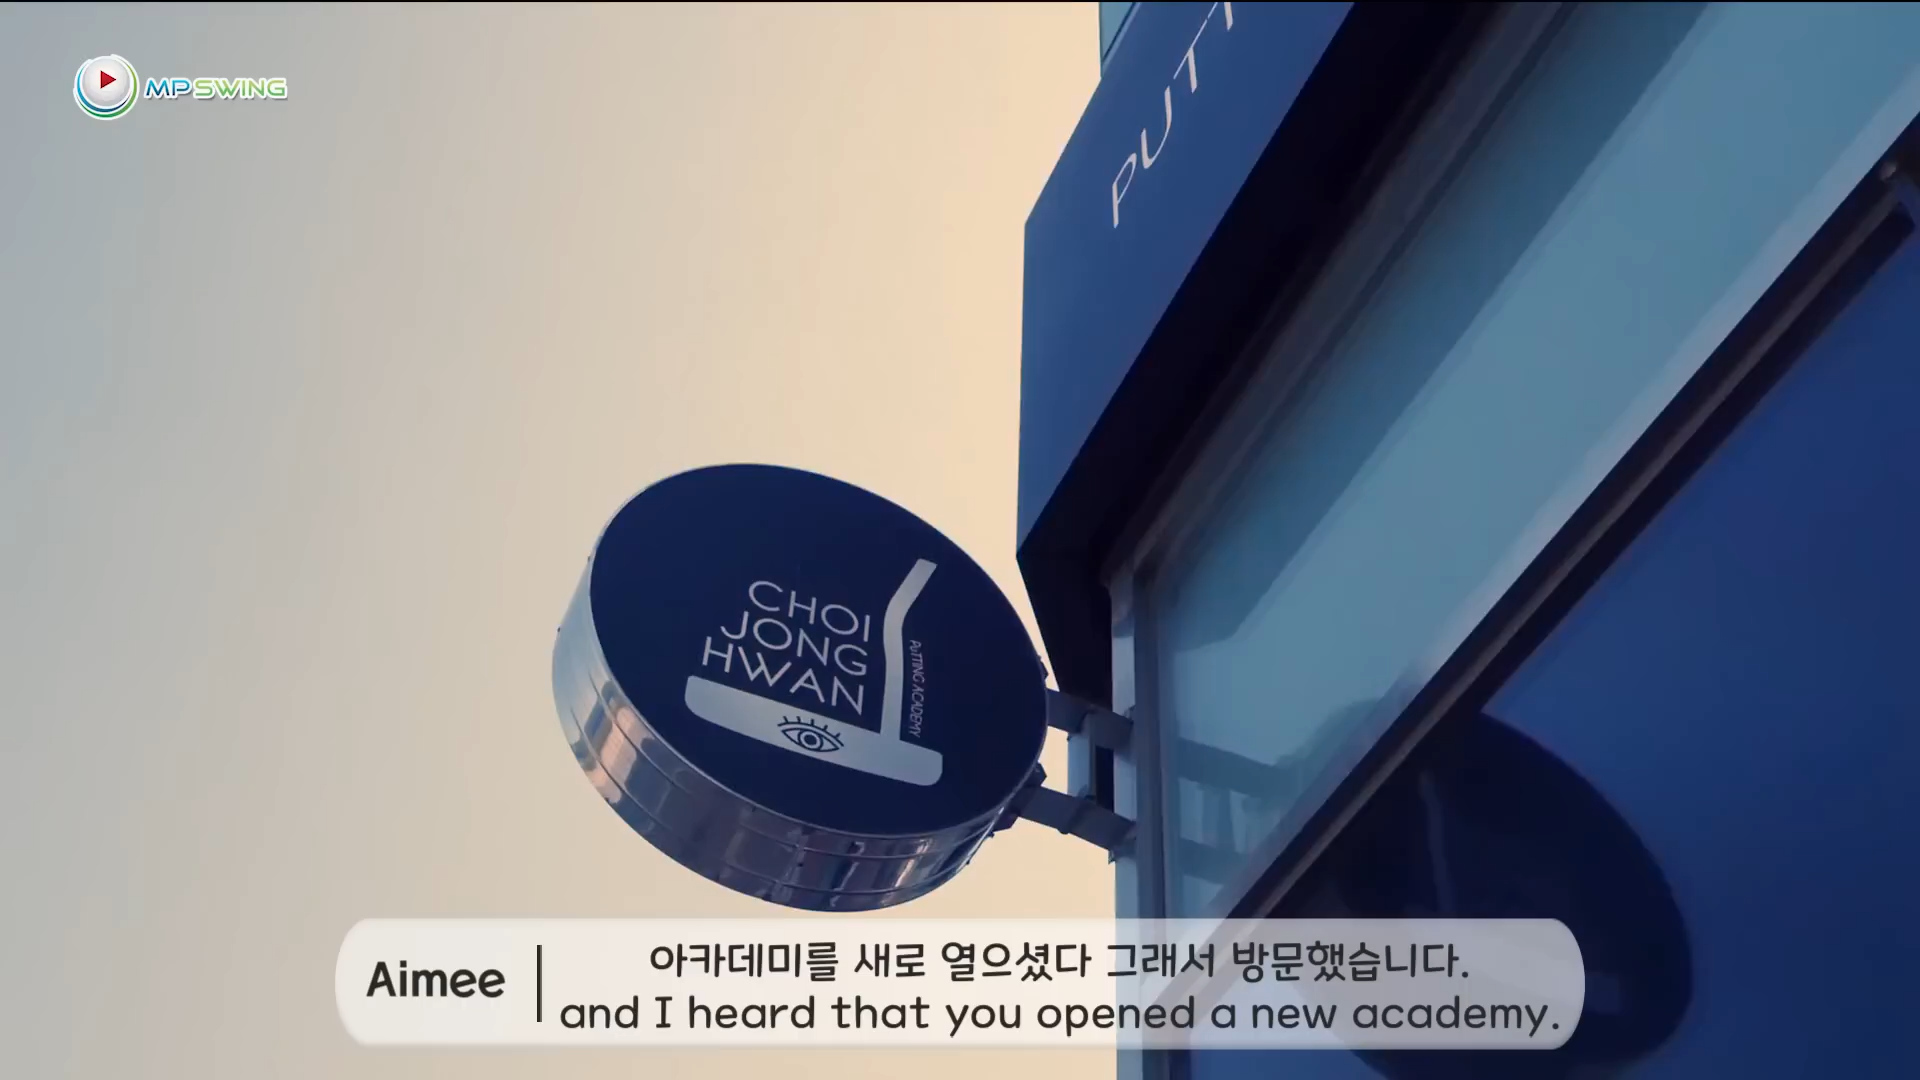 MPSWING
PUTT
CHOI
JONG
HWAN
PUTTING ACADEMY
Aimee
아카데미를 새로 열으셨다 그래서 방문했습니다.
and I heard that you opened a new academy.